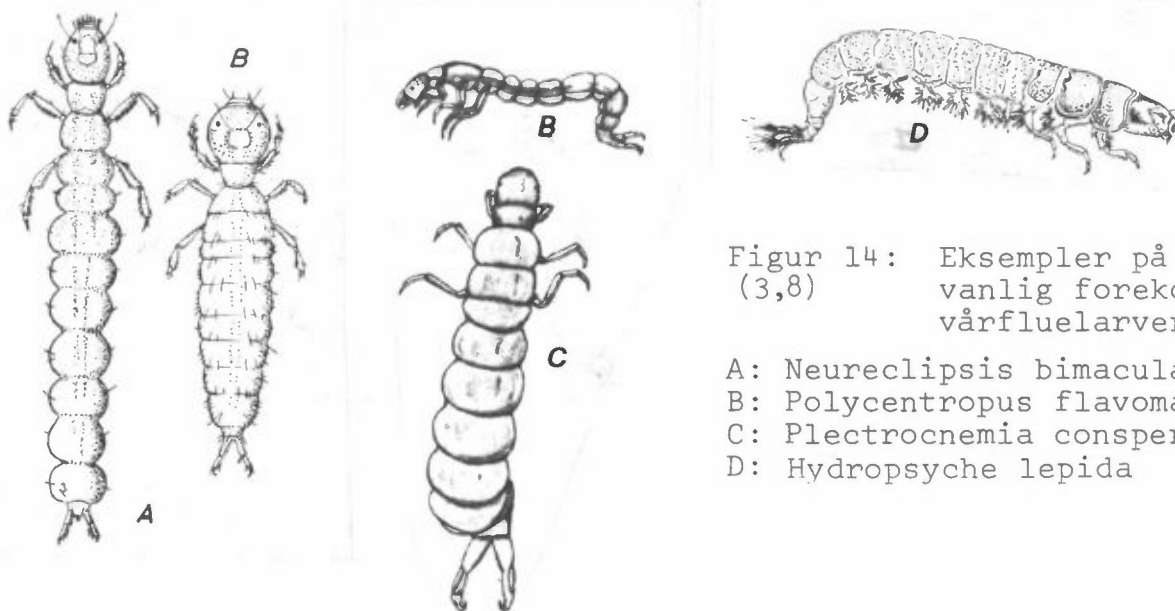 B
A
B
C
D
Figur 14: Eksempler på
(3,8) vanlig foreko
vårfluelarver
A: Neureclipsis bimacula
B: Polycentropus flavoma
C: Plectrocnemia consper
D: Hydropsyche lepida